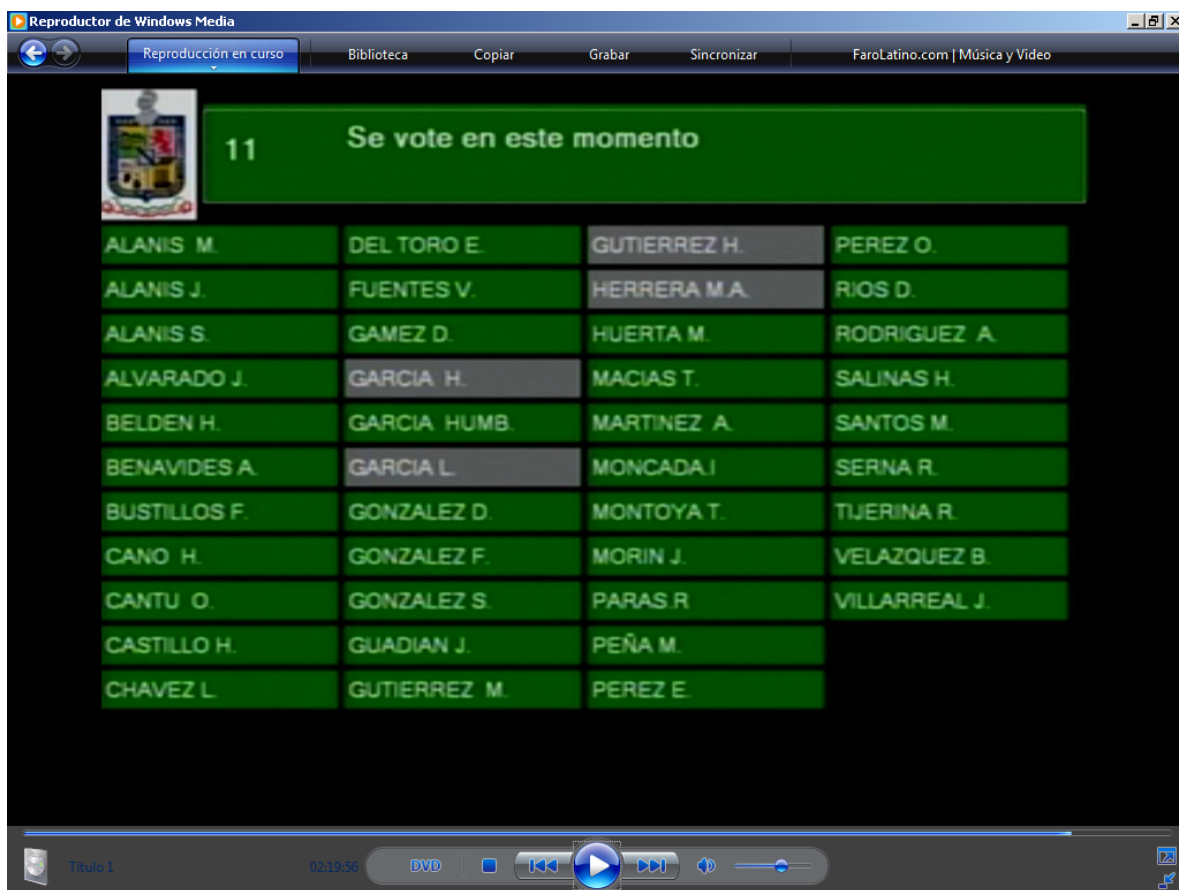 Reproductor de Windows Media
Reproducción en curso Biblioteca Copiar Grabar Sincronizar FaroLatino.com | Música y Video
11 Se vote en este momento
ALANIS M. DEL TORO E. GUTIERREZ H. PEREZ O.
ALANIS J. FUENTES V. HERRERA M.A. RIOS D.
ALANIS S. GAMEZ D. HUERTA M. RODRIGUEZ A.
ALVARADO J. GARCIA H. MACIAS T. SALINAS H.
BELDEN H. GARCIA HUMB. MARTINEZ A. SANTOS M.
BENAVIDES A. GARCIA L. MONCADA.I SERNA R.
BUSTILLOS F. GONZALEZ D. MONTOYA T. TIJERINA R.
CANO H. GONZALEZ F. MORIN J. VELAZQUEZ B.
CANTU O. GONZALEZ S. PARAS.R VILLARREAL J.
CASTILLO H. GUADIAN J. PEÑA M.
CHAVEZ L. GUTIERREZ M. PEREZ E.
Título 1 02:19:56 DVD